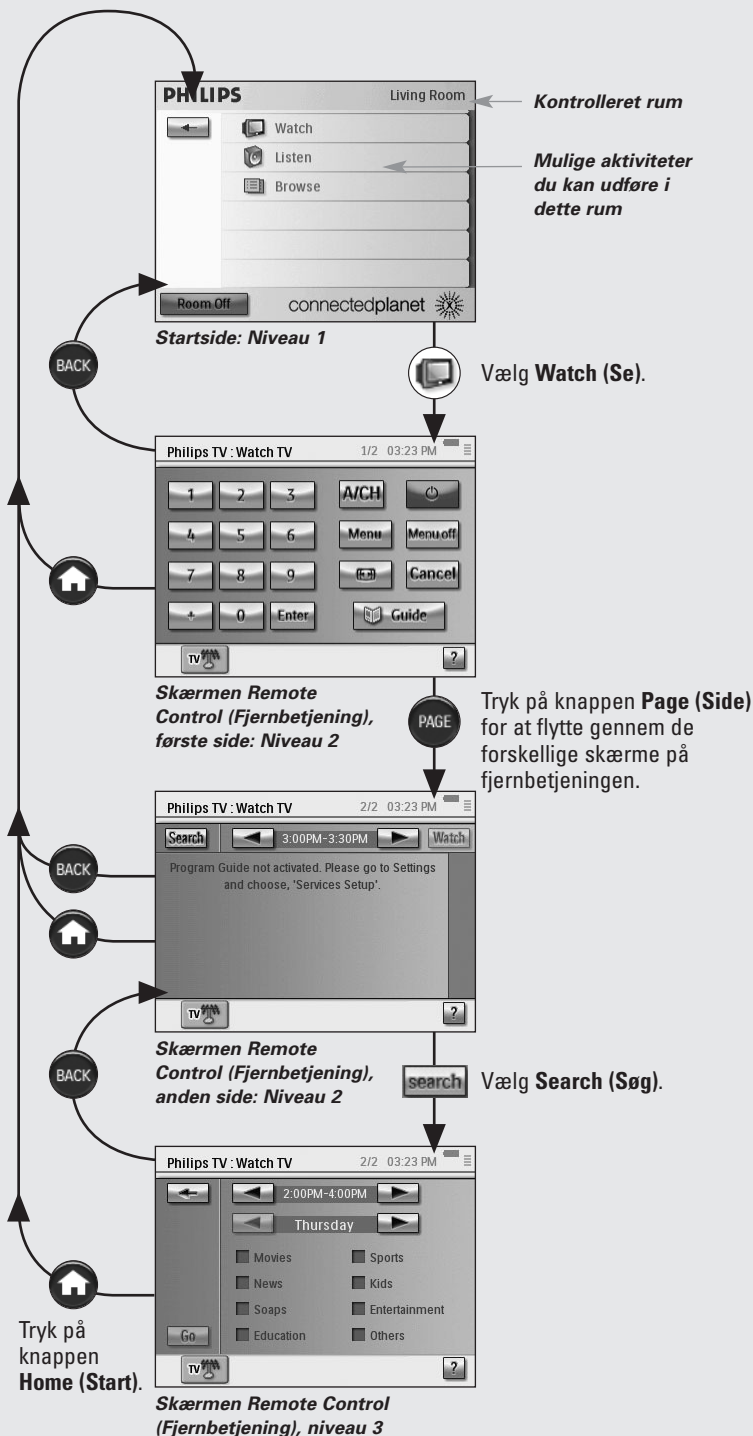 PHILIPS Living Room
Watch
Listen
Browse
Room Off connectedplanet
Kontrolleret rum
Mulige aktiviteter
du kan udføre i
dette rum
Startside: Niveau 1
BACK
Vælg Watch (Se).
Philips TV : Watch TV 1/2 03:23 PM
1 2 3 A/CH
4 5 6 Menu Menu off
7 8 9 Cancel
+ 0 Enter Guide
TV ?
Skærmen Remote
Control (Fjernbetjening),
første side: Niveau 2
PAGE
Tryk på knappen Page (Side)
for at flytte gennem de
forskellige skærme på
fjernbetjeningen.
Philips TV : Watch TV 2/2 03:23 PM
Search 3:00PM-3:30PM Watch
Program Guide not activated. Please go to Settings
and choose, 'Services Setup'.
BACK
TV ?
Skærmen Remote
Control (Fjernbetjening),
anden side: Niveau 2
BACK
search
Vælg Search (Søg).
Philips TV : Watch TV 2/2 03:23 PM
2:00PM-4:00PM
Thursday
Movies Sports
News Kids
Soaps Entertainment
Go Education Others
TV ?
Tryk på
knappen
Home (Start).
Skærmen Remote Control
(Fjernbetjening), niveau 3